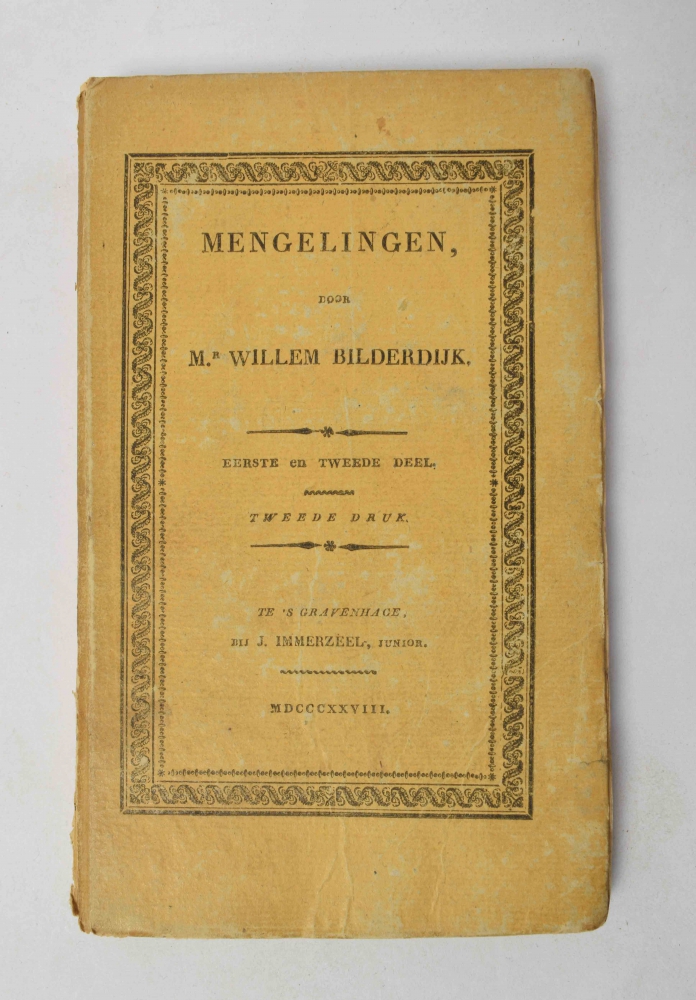 MENGELINGEN,
DOOR
M.R WILLEM BILDERDIJK.
EERSTE en TWEEDE DEEL.
TWEEDE DRUK.
TE 'S GRAVENHAGE,
BIJ J. IMMERZEEL, JUNIOR.
MDCCCXXVIII.